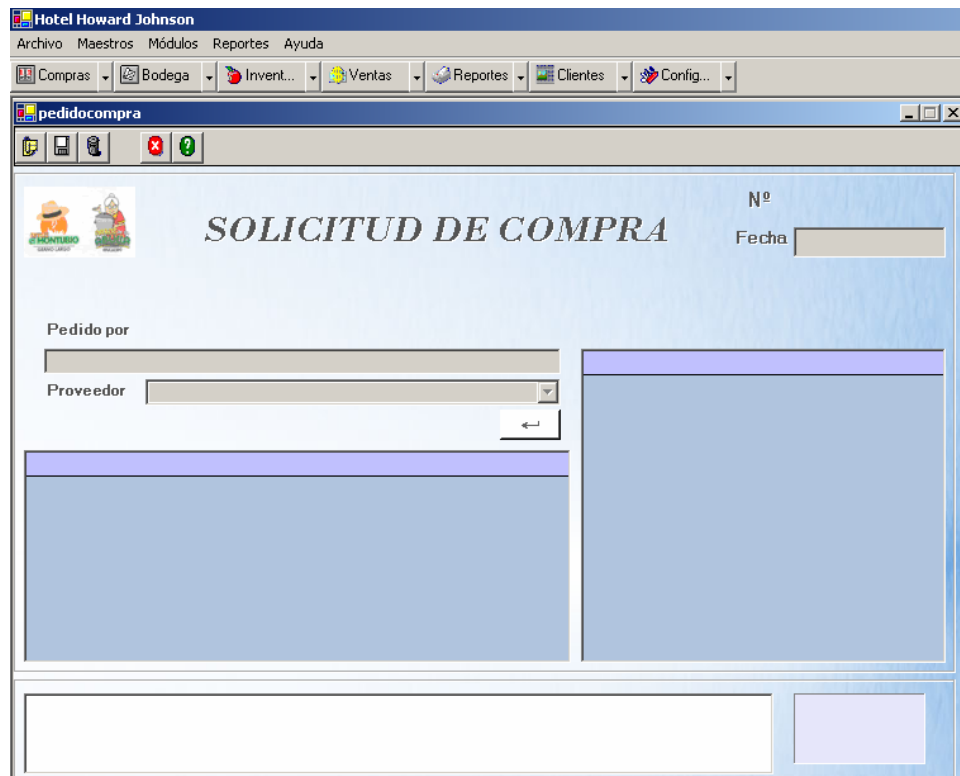 Hotel Howard Johnson
Archivo Maestros Módulos Reportes Ayuda
Compras Bodega Invent... Ventas Reportes Clientes Config...
pedidocompra
Nº
SOLICITUD DE COMPRA
Fecha
MONTUBIO
Pedido por
Proveedor